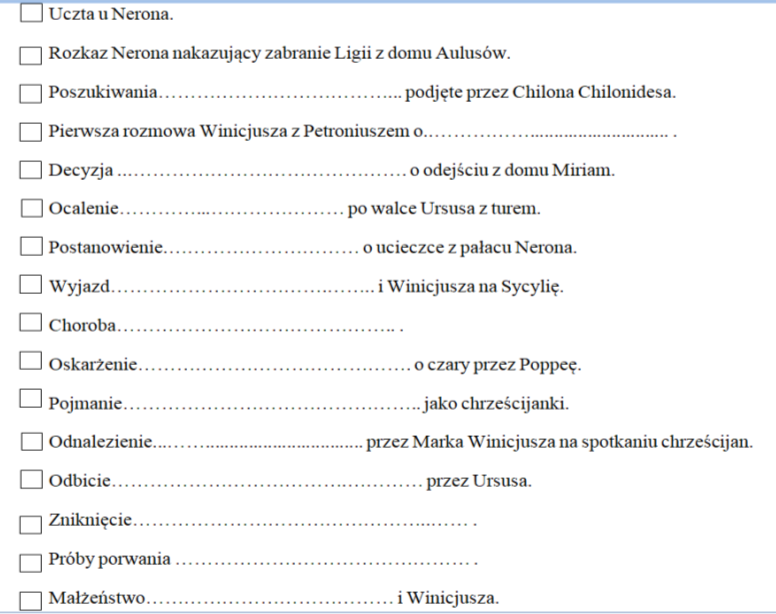 Uczta u Nerona.
Rozkaz Nerona nakazujący zabranie Ligii z domu Aulusów.
Poszukiwania…………………………………... podjęte przez Chilona Chilonidesa.
Pierwsza rozmowa Winicjusza z Petroniuszem o..………………............................. .
Decyzja ..……………………………………… o odejściu z domu Miriam.
Ocalenie…………...………………… po walce Ursusa z turem.
Postanowienie………………………… o ucieczce z pałacu Nerona.
Wyjazd…………………………………….. i Winicjusza na Sycylię.
Choroba……………………………………….. .
Oskarżenie……………………………………… o czary przez Poppeę.
Pojmanie………………………………………….. jako chrześcijanki.
Odnalezienie...……................................. przez Marka Winicjusza na spotkaniu chrześcijan.
Odbicie…………………………………………… przez Ursusa.
Zniknięcie…………………………………………...…… .
Próby porwania ………………………………………… .
Małżeństwo………………………………… i Winicjusza.